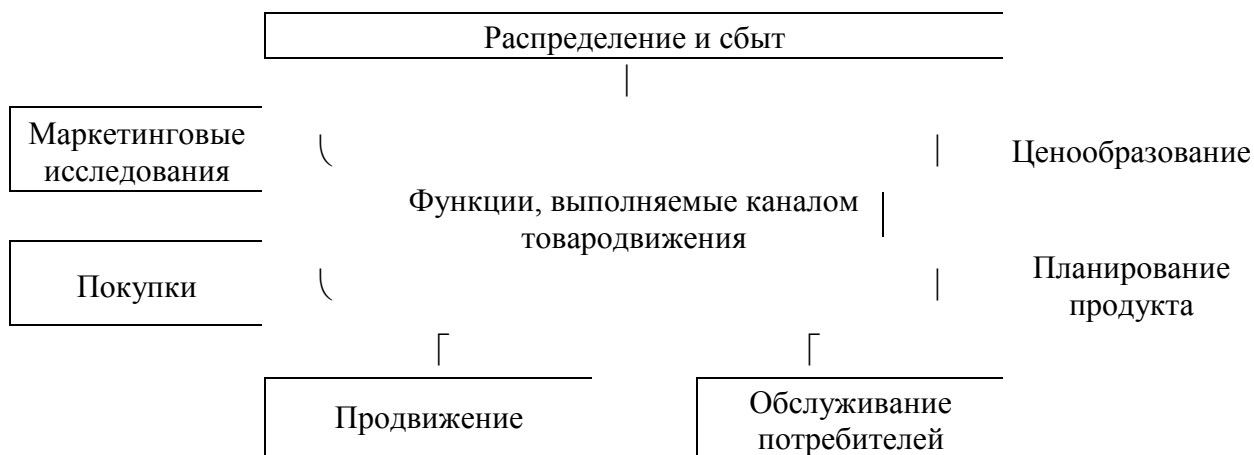 Распределение и сбыт
Маркетинговые
исследования
Ценообразование
Функции, выполняемые каналом
товародвижения
Покупки
Планирование
продукта
Продвижение
Обслуживание
потребителей